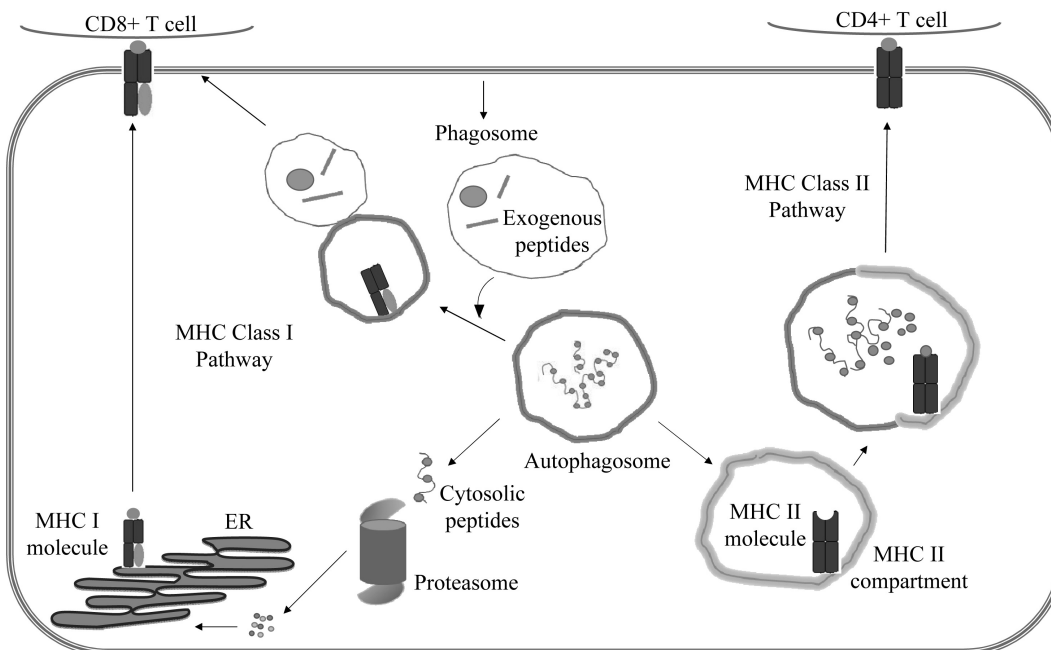 CD8+ T cell
CD4+ T cell
Phagosome
Exogenous
peptides
MHC Class II
Pathway
MHC Class I
Pathway
Autophagosome
Cytosolic
peptides
MHC I
molecule
ER
Proteasome
MHC II
molecule
MHC II
compartment